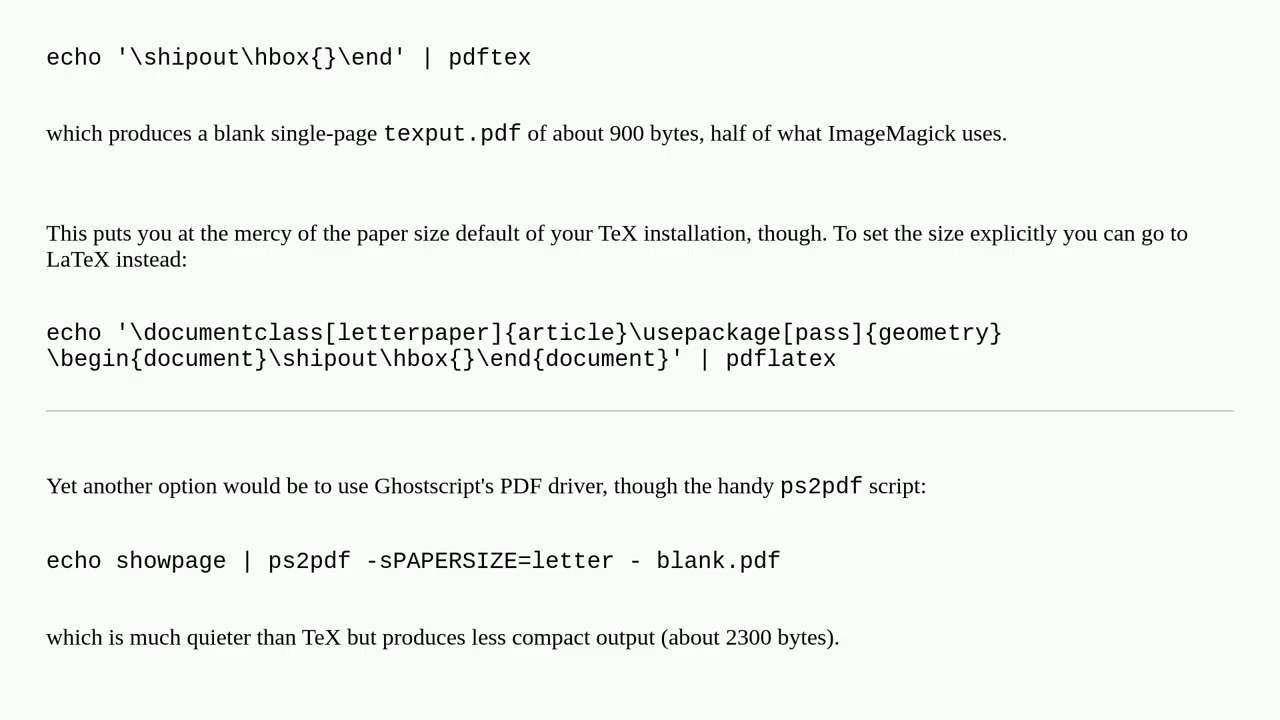 echo '\shipout\hbox{}\end' | pdftex
which produces a blank single-page texput.pdf of about 900 bytes, half of what ImageMagick uses.
This puts you at the mercy of the paper size default of your TeX installation, though. To set the size explicitly you can go to
LaTeX instead:
echo '\documentclass[letterpaper]{article}\usepackage[pass]{geometry}
\begin{document}\shipout\hbox{}\end{document}' | pdflatex
Yet another option would be to use Ghostscript's PDF driver, though the handy ps2pdf script:
echo showpage | ps2pdf -sPAPERSIZE=letter - blank.pdf
which is much quieter than TeX but produces less compact output (about 2300 bytes).